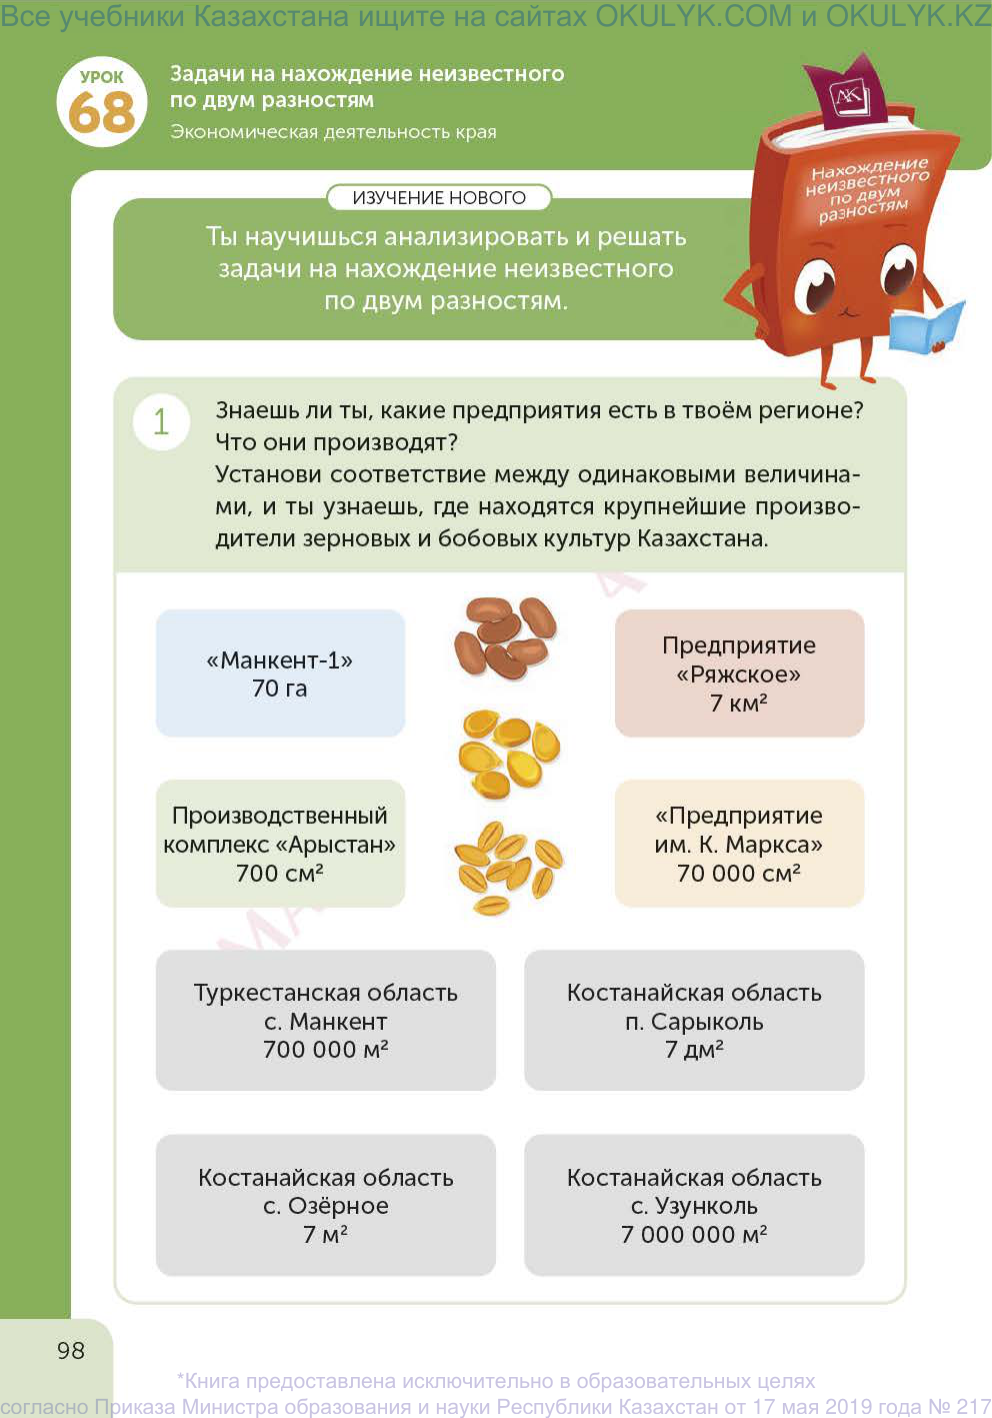 Все учебники Казахстана ищите на сайтах OKULYK.COM и OKULYK.KZ
УРОК
68
Задачи на нахождение неизвестного
по двум разностям
Экономическая деятельность края
АК
Нахождение
неизвестного
по двум
разностям
ИЗУЧЕНИЕ НОВОГО
Ты научишься анализировать и решать
задачи на нахождение неизвестного
по двум разностям.
1
Знаешь ли ты, какие предприятия есть в твоём регионе?
Что они производят?
Установи соответствие между одинаковыми величина-
ми, и ты узнаешь, где находятся крупнейшие произво-
дители зерновых и бобовых культур Казахстана.
«Манкент-1»
70 га
Предприятие
«Ряжское»
7 км²
Производственный
комплекс «Арыстан»
700 см²
«Предприятие
им. К. Маркса»
70 000 см²
Туркестанская область
с. Манкент
700 000 м²
Костанайская область
п. Сарыколь
7 дм²
Костанайская область
с. Озёрное
7 м²
Костанайская область
с. Узунколь
7 000 000 м²
98
*Книга предоставлена исключительно в образовательных целях
согласно Приказа Министра образования и науки Республики Казахстан от 17 мая 2019 года № 217